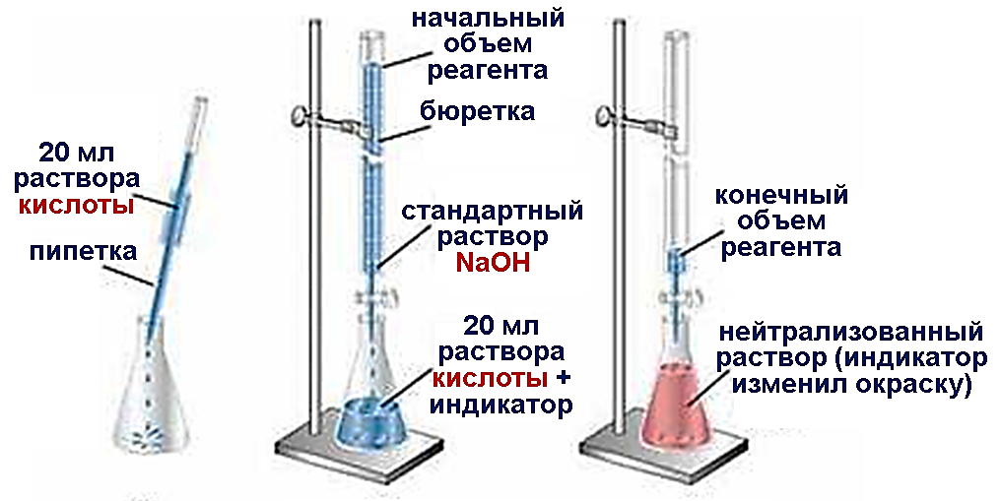 20 мл
раствора
кислоты
пипетка
начальный
объем
реагента
бюретка
стандартный
раствор
NaOH
20 мл
раствора
кислоты +
индикатор
конечный
объем
реагента
нейтрализованный
раствор (индикатор
изменил окраску)